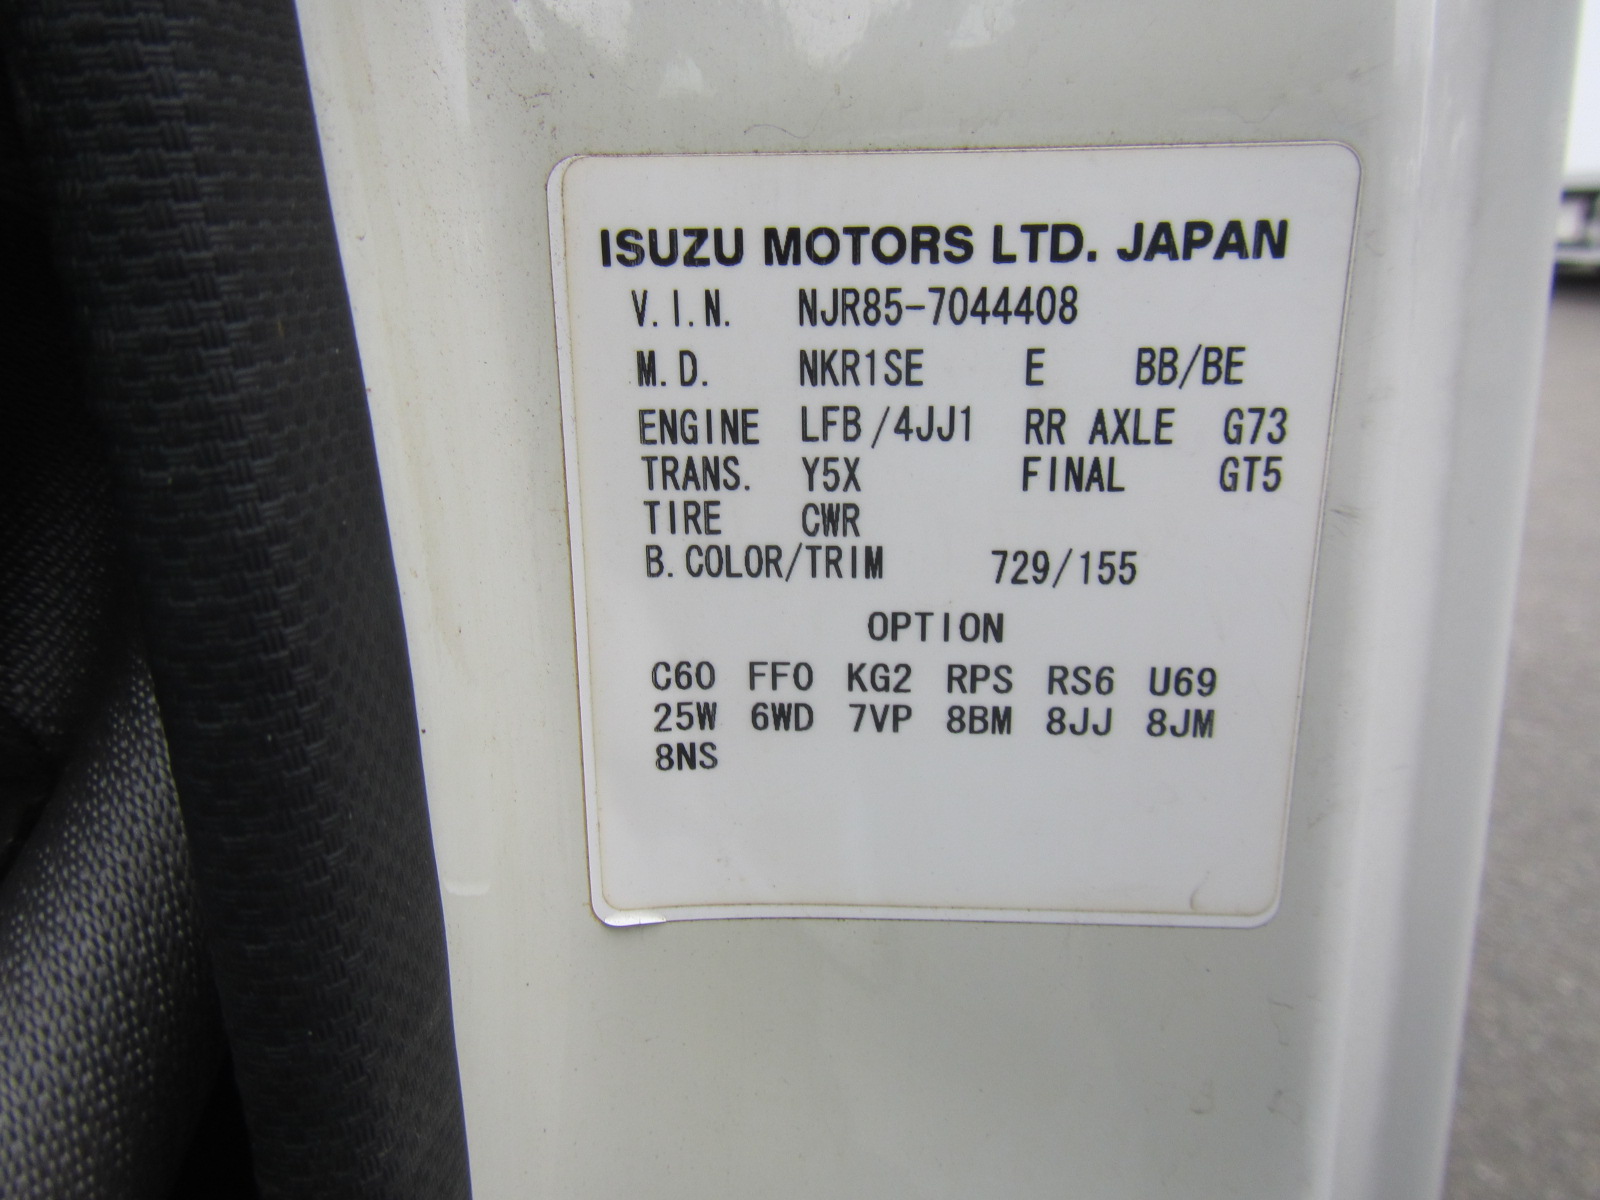 ISUZU MOTORS LTD. JAPAN
V.I.N. NJR85-7044408
M.D. NKR1SE E BB/BE
ENGINE LFB/4JJ1 RR AXLE G73
TRANS. Y5X FINAL GT5
TIRE CWR
B.COLOR/TRIM 729/155
OPTION
C60 FF0 KG2 RPS RS6 U69
25W 6WD 7VP 8BM 8JJ 8JM
8NS